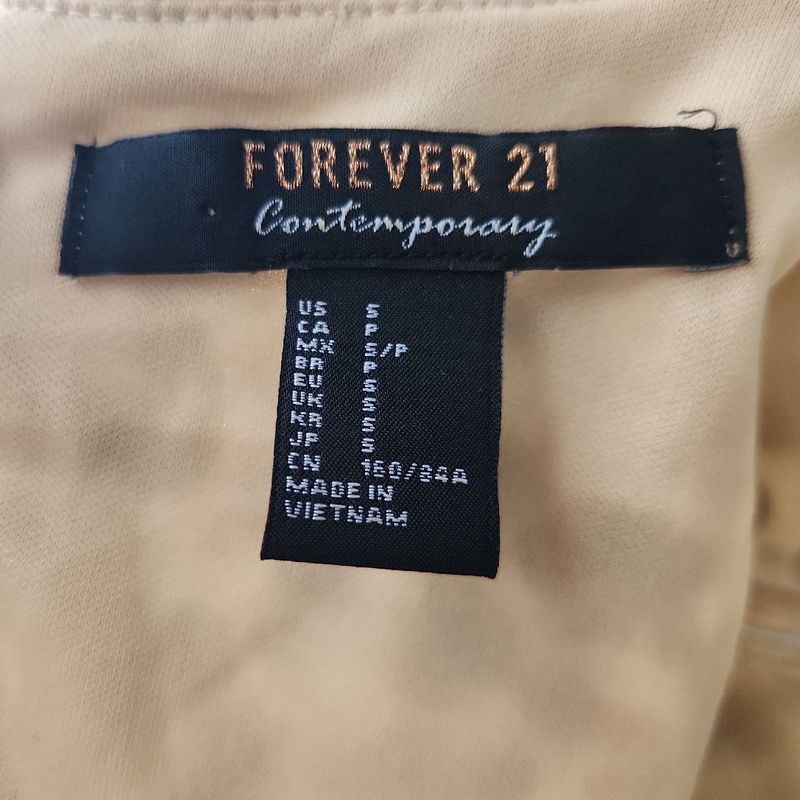 FOREVER 21
Contemporary
US S
CA P
MX S/P
BR P
EU S
UK S
KR S
JP S
CN 160/84A
MADE IN
VIETNAM